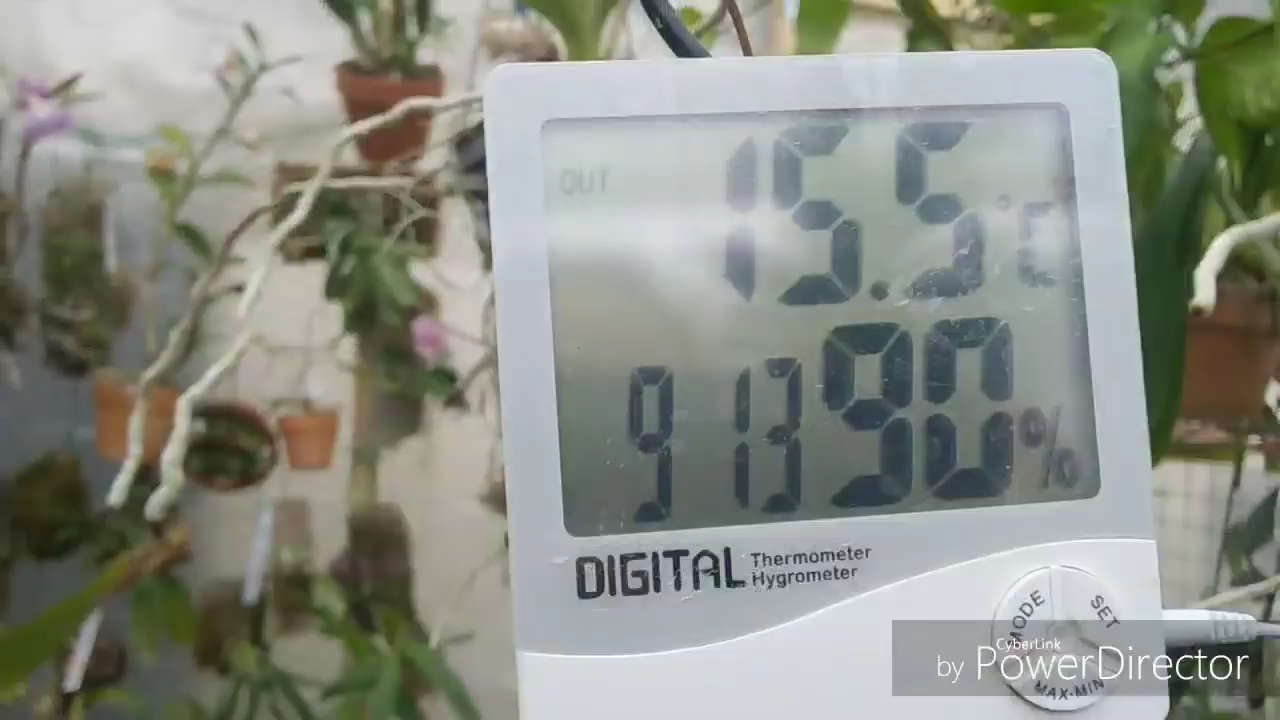 OUT
15.5 °C
9 13 90 %
DIGITAL Thermometer
Hygrometer
MODE SET
MAX·MIN
CyberLink
by PowerDirector